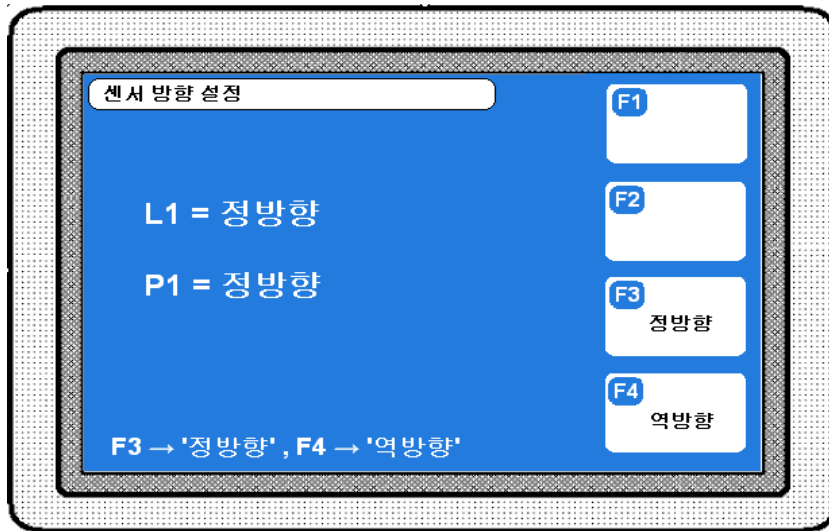 센서 방향 설정
L1 = 정방향
P1 = 정방향
F3 → '정방향' , F4 → '역방향'
F1
F2
F3
정방향
F4
역방향